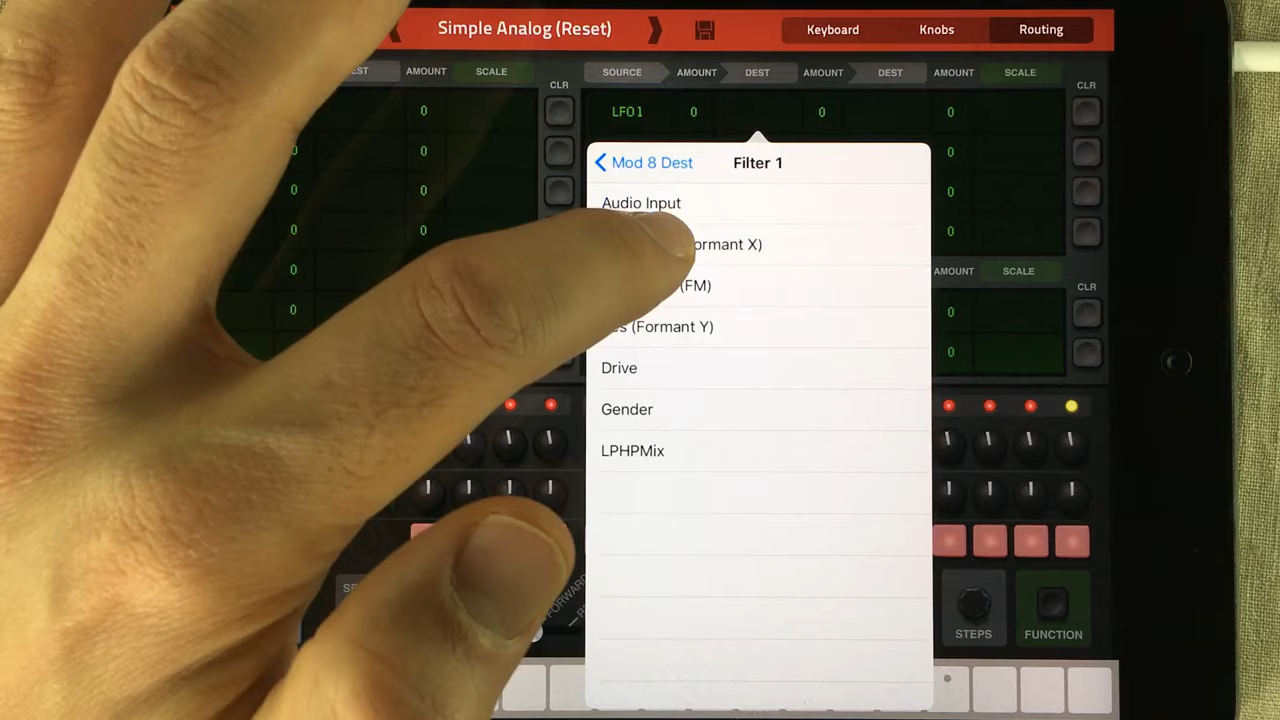 Simple Analog (Reset)
Keyboard
Knobs
Routing
AMOUNT
SCALE
CLR
SOURCE
AMOUNT
DEST
AMOUNT
DEST
AMOUNT
SCALE
CLR
0
LFO1
0
0
0
0
0
0
0
0
0
0
0
0
0
0
Mod 8 Dest
Filter 1
Audio Input
ormant X)
(FM)
(Formant Y)
Drive
Gender
LPHPMix
AMOUNT
SCALE
CLR
0
0
FORWARD
STEPS
FUNCTION